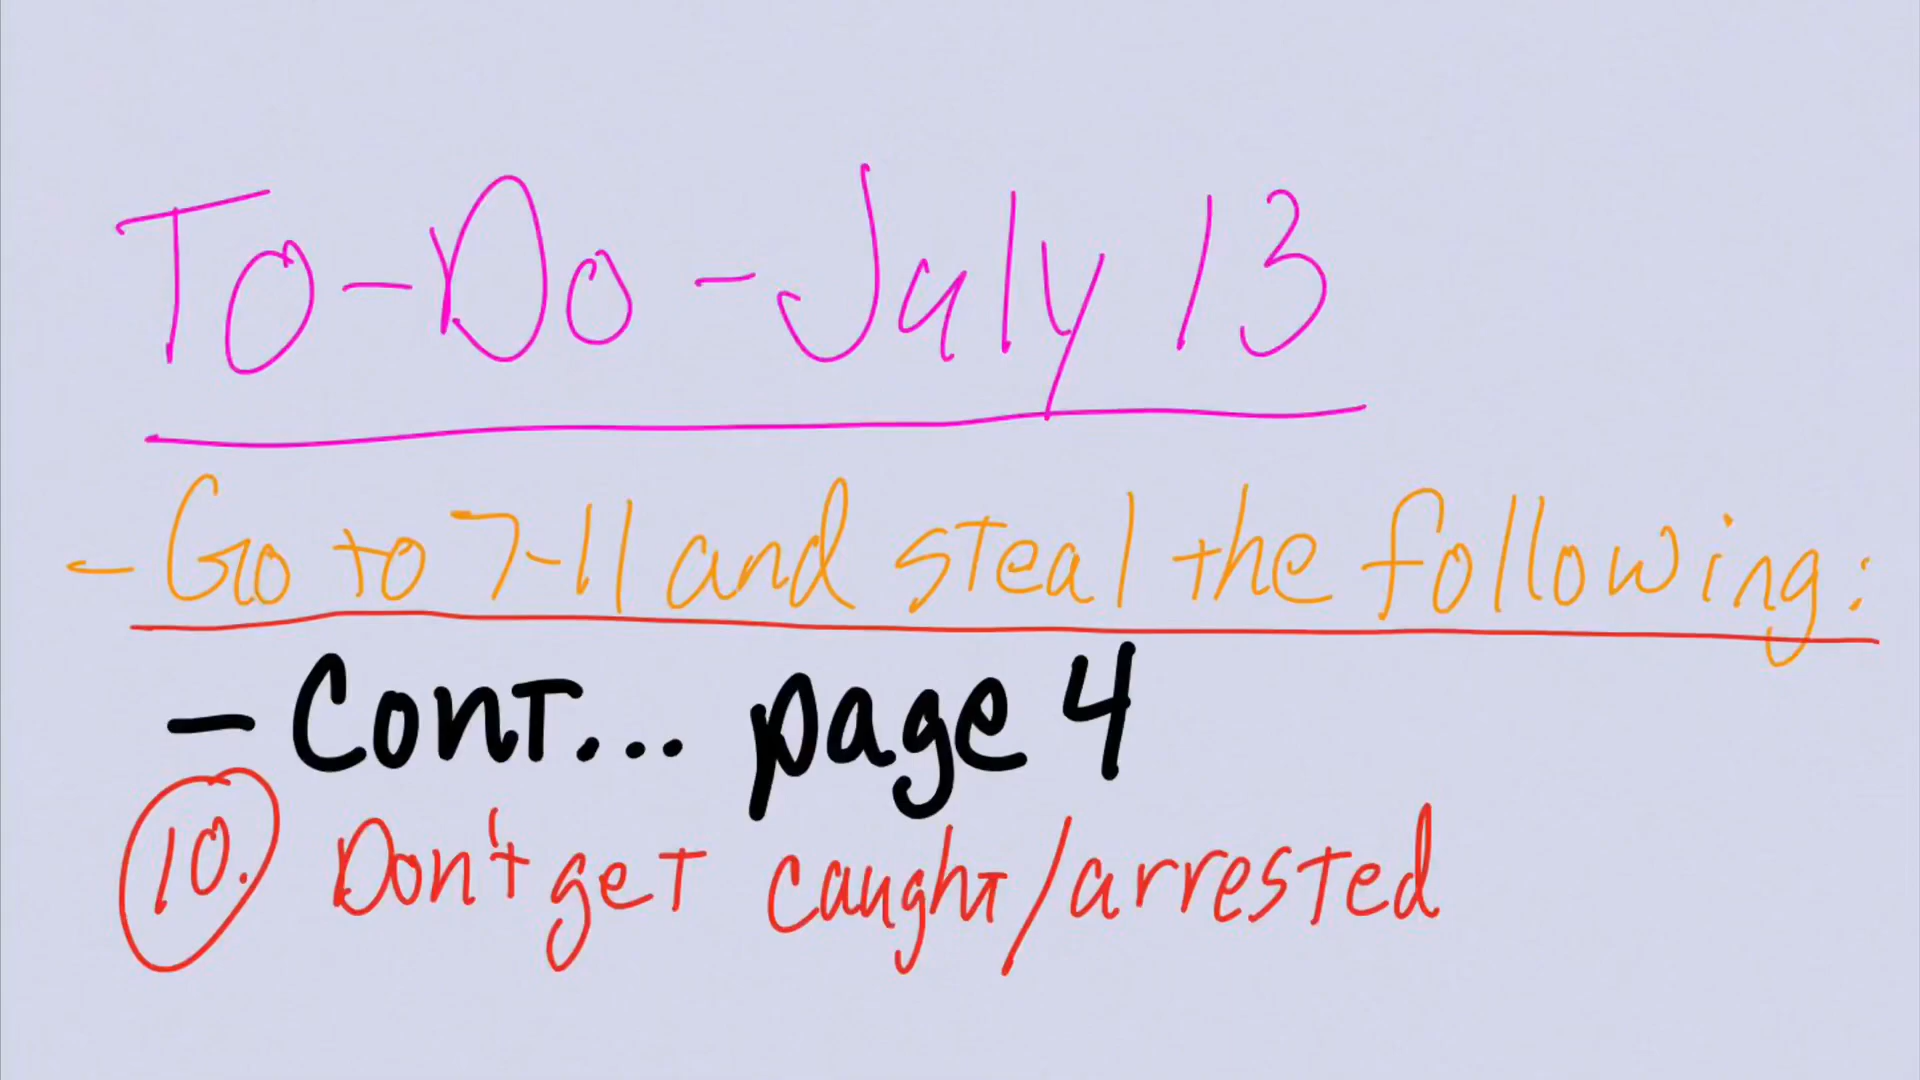 To-Do - July 13
- Go to 7-11 and steal the following:
- Cont... page 4
10. Don't get caught/arrested